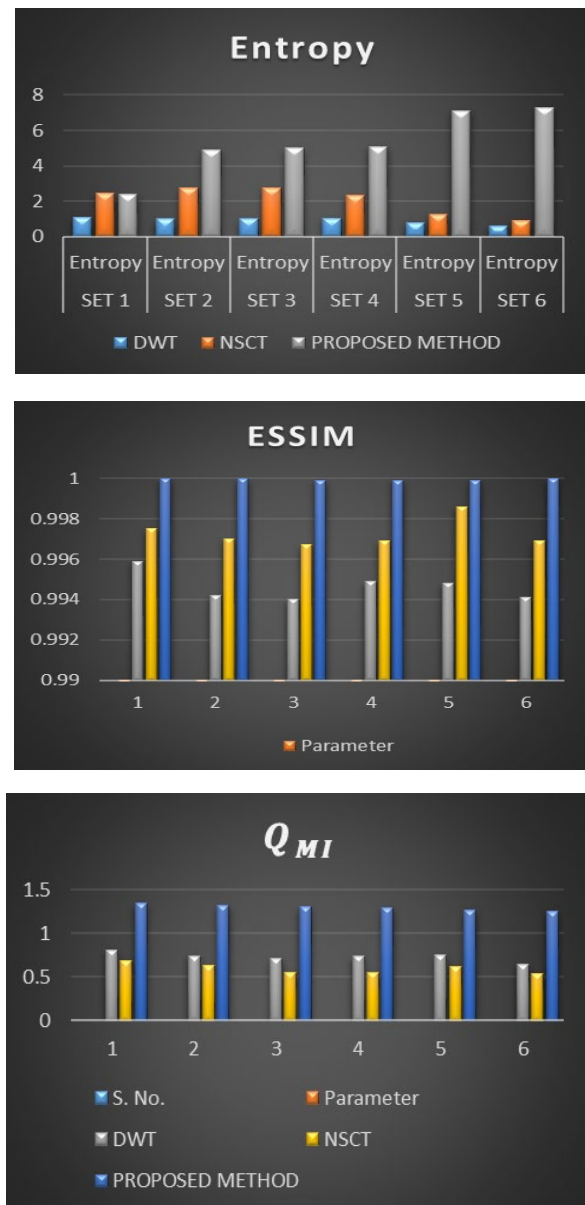 Entropy
8
6
4
2
0
Entropy Entropy Entropy Entropy Entropy Entropy
SET 1 SET 2 SET 3 SET 4 SET 5 SET 6
DWT NSCT PROPOSED METHOD
ESSIM
1
0.998
0.996
0.994
0.992
0.99
1 2 3 4 5 6
Parameter
Q MI
1.5
1
0.5
0
1 2 3 4 5 6
S. No. Parameter
DWT NSCT
PROPOSED METHOD